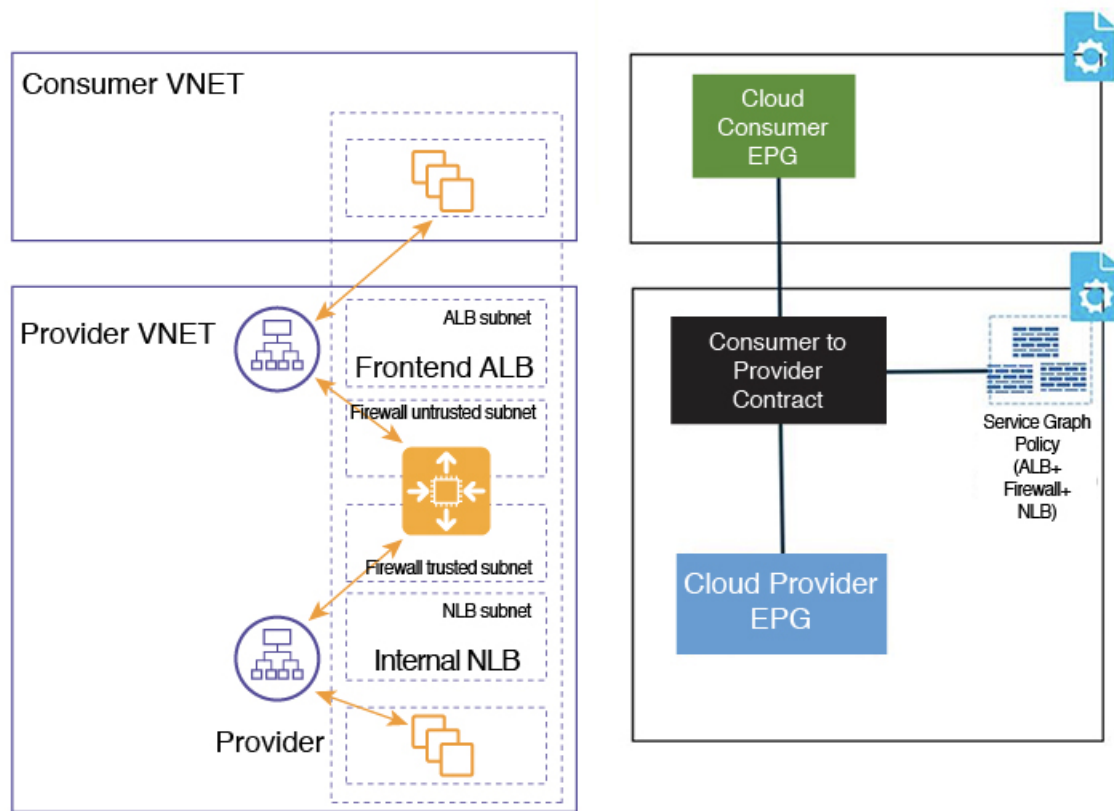 Consumer VNET
Provider VNET
ALB subnet
Frontend ALB
Firewall untrusted subnet
Firewall trusted subnet
NLB subnet
Internal NLB
Provider
Cloud
Consumer
EPG
Consumer to
Provider
Contract
Service Graph
Policy
(ALB+
Firewall+
NLB)
Cloud Provider
EPG